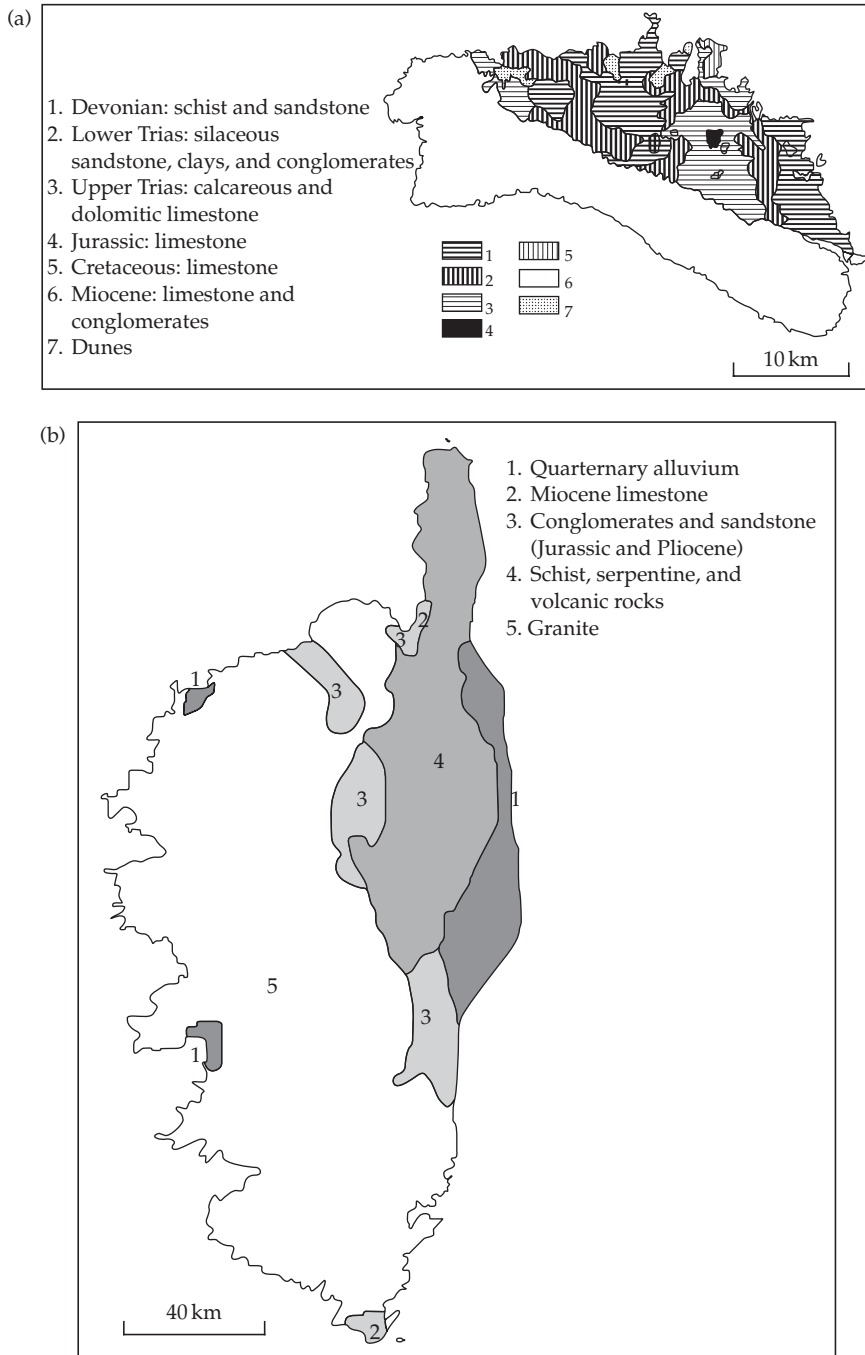 (a)
1. Devonian: schist and sandstone
2. Lower Trias: silaceous
sandstone, clays, and conglomerates
3. Upper Trias: calcareous and
dolomitic limestone
4. Jurassic: limestone
5. Cretaceous: limestone
6. Miocene: limestone and
conglomerates
7. Dunes
1
2
3
4
5
6
7
10 km
(b)
1. Quarternary alluvium
2. Miocene limestone
3. Conglomerates and sandstone
(Jurassic and Pliocene)
4. Schist, serpentine, and
volcanic rocks
5. Granite
2
3
1
3
4
3
1
5
3
1
40 km
2